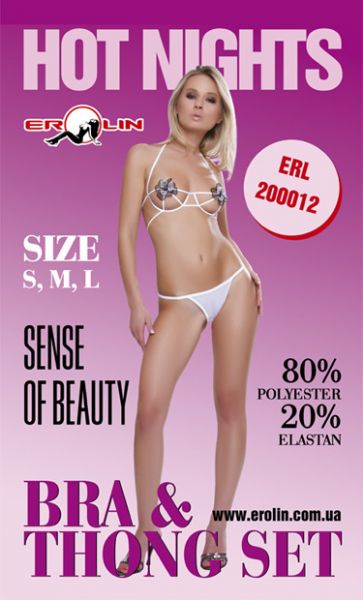 HOT NIGHTS
EROLIN
ERL
200012
SIZE
S, M, L
SENSE
OF BEAUTY
80%
POLYESTER
20%
ELASTAN
BRA &
www.erolin.com.ua
THONG SET